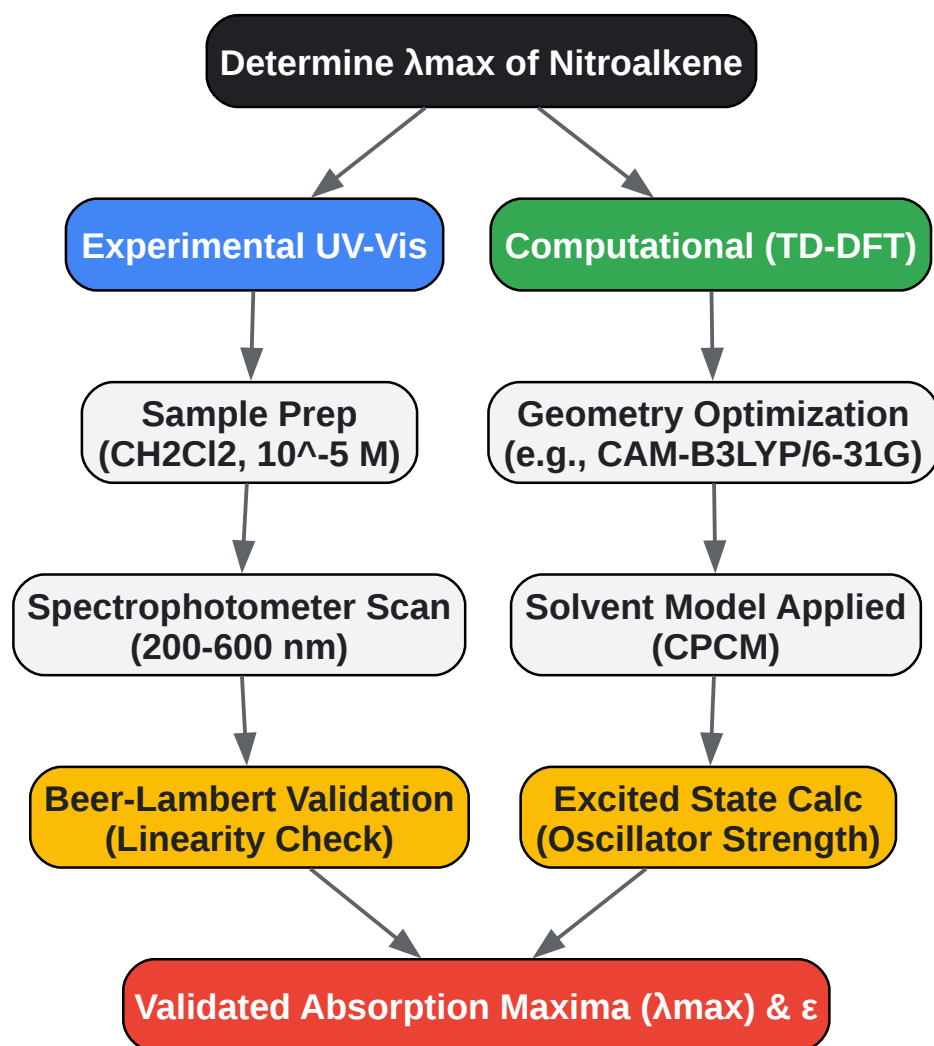 Determine λmax of Nitroalkene
Experimental UV-Vis
Computational (TD-DFT)
Sample Prep
(CH2Cl2, 10^-5 M)
Geometry Optimization
(e.g., CAM-B3LYP/6-31G)
Spectrophotometer Scan
(200-600 nm)
Solvent Model Applied
(CPCM)
Beer-Lambert Validation
(Linearity Check)
Excited State Calc
(Oscillator Strength)
Validated Absorption Maxima (λmax) & ε